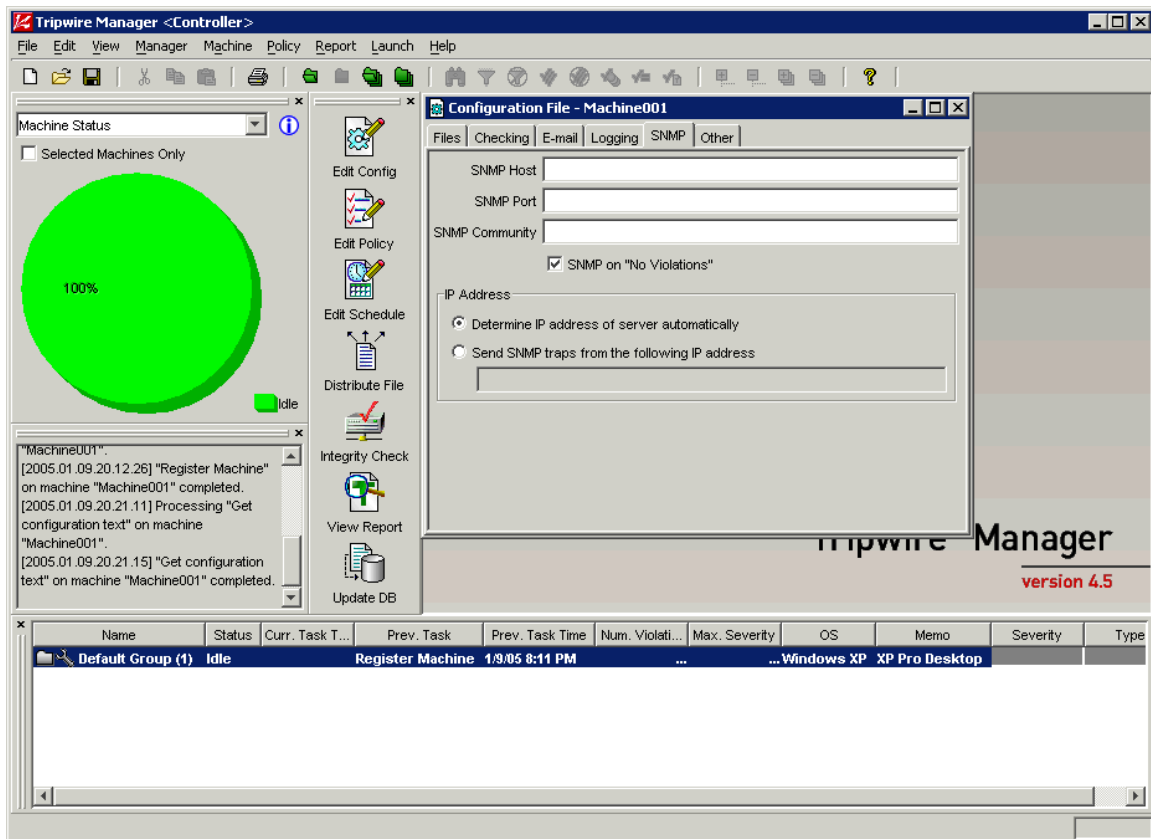 Tripwire Manager <Controller>
File Edit View Manager Machine Policy Report Launch Help
Machine Status
Selected Machines Only
100%
Idle
"Machine001".
[2005.01.09.20.12.26] "Register Machine"
on machine "Machine001" completed.
[2005.01.09.20.21.11] Processing "Get
configuration text" on machine
"Machine001".
[2005.01.09.20.21.15] "Get configuration
text" on machine "Machine001" completed.
Edit Config
Edit Policy
Edit Schedule
Distribute File
Integrity Check
View Report
Update DB
Configuration File - Machine001
Files Checking E-mail Logging SNMP Other
SNMP Host
SNMP Port
SNMP Community
SNMP on "No Violations"
IP Address
Determine IP address of server automatically
Send SNMP traps from the following IP address
Tripwire Manager
version 4.5
Name Status Curr. Task T... Prev. Task Prev. Task Time Num. Violati... Max. Severity OS Memo Severity Type
Default Group (1) Idle Register Machine 1/9/05 8:11 PM ... ... Windows XP XP Pro Desktop